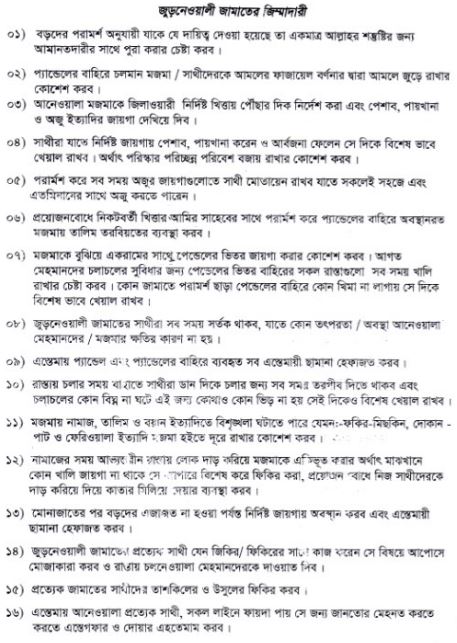 জুড়নেওয়ালী জামাতের জিম্মাদারী
০১) বড়দের পরামর্শ অনুযায়ী যাকে যে দায়িত্ব দেওয়া হয়েছে তা একমাত্র আল্লাহর সন্তুষ্টির জন্য
আমানতদারীর সাথে পুরা করার চেষ্টা করব ।
০২) প্যান্ডেলের বাহিরে চলমান মজমা / সাথীদেরকে আমলের ফাজায়েল বর্ণনার দ্বারা আমলে জুড়ে রাখার
কোশেশ করব ।
০৩) আনেওয়ালা মজমাকে জিলাওয়ারী নির্দিষ্ট খিত্তায় পৌঁছার দিক নির্দেশ করা এবং পেশাব, পায়খানা
ও অজু ইত্যাদির জায়গা দেখিয়ে দিব ।
০৪) সাথীরা যাতে নির্দিষ্ট জায়গায় পেশাব, পায়খানা করেন ও আর্বজনা ফেলেন সে দিকে বিশেষ ভাবে
খেয়াল রাখব । অর্থাৎ পরিস্কার পরিচ্ছন্ন পরিবেশ বজায় রাখার কোশেশ করব ।
০৫) পরার্মশ করে সব সময় অজুর জায়গাগুলোতে সাথী মোতায়েন রাখব যাতে সকলেই সহজে এবং
এতমিনানের সাথে অজু করতে পারেন ।
০৬) প্রয়োজনবোধে নিকটবর্তী খিত্তার আমির সাহেবের সাথে পরার্মশ করে প্যান্ডেলের বাহিরে অবস্থানরত
মজমায় তালিম তরবিয়তের ব্যবস্থা করব ।
০৭) মজমাকে বুঝিয়ে একরামের সাথে পেন্ডেলের ভিতর জায়গা করার কোশেশ করব । আগত
মেহমানদের চলাচলের সুবিধার জন্য পেন্ডেলের ভিতর বাহিরের সকল রাস্তাগুলো সব সময় খালি
রাখার চেষ্টা করব । কোন জামাতে পরামর্শ ছাড়া পেন্ডেলের বাহিরে কোন খিমা না লাগায় সে দিকে
বিশেষ ভাবে খেয়াল রাখব ।
০৮) জুড়নেওয়ালী জামাতের সাথীরা সব সময় সর্তক থাকব, যাতে কোন তৎপরতা / অবস্থা আনেওয়ালা
মেহমানদের / মজমার ক্ষতির কারণ না হয় ।
০৯) এস্তেমায় প্যান্ডেল এবং প্যান্ডেলের বাহিরে ব্যবহৃত সব এস্তেমায়ী ছামানা হেফাজত করব ।
১০) রাস্তায় চলার সময় যাহাতে সাথীরা ডান দিকে চলার জন্য সব সময় তরগীব দিতে থাকব এবং
চলাচলের কোন বিঘ্ন না ঘটে এই জন্য কোথাও কোন ভিড় না হয় সেই দিকেও বিশেষ খেয়াল রাখব ।
১১) মজমায় নামাজ, তালিম ও বয়ান ইত্যাদিতে বিশৃংখলা ঘটাতে পারে যেমনঃ-ফকির-মিছকিন, দোকান -
পাট ও ফেরিওয়ালা ইত্যাদি মজমা হইতে দূরে রাখার কোশেশ করব ।
১২) নামাজের সময় রাস্তায় লোক দাড় করিয়ে মজমাকে করার অর্থাৎ মাঝখানে
কোন খালি জায়গা না থাকে সে ব্যাপারে বিশেষ করে ফিকির করা, প্রয়োজন বোধে নিজ সাথীদেরকে
দাড় করিয়ে দিয়ে কাতার মিলিয়ে নেয়ার ব্যবস্থা করব ।
১৩) মোনাজাতের পর বড়দের এজাজত না হওয়া পর্যন্ত নির্দিষ্ট জায়গায় অবস্থান করব এবং এস্তেমায়ী
ছামানা হেফাজত করব ।
১৪) জুড়নেওয়ালী জামাতের প্রত্যেক সাথী যেন জিকির/ ফিকিরের সাথে কাজ করেন সে বিষয়ে আপোসে
মোজাকারা করব ও রাস্তায় চলনেওয়ালা মেহমানদেরকে দাওয়াত দিব ।
১৫) প্রত্যেক জামাতের সাথীদের তাশকিলের ও উসুলের ফিকির করব ।
১৬) এস্তেমায় আনেওয়ালা প্রত্যেক সাথী, সকল লাইনে ফায়দা পায় সে জন্য জানতোর মেহনত করতে
করতে এস্তেগফার ও দোয়ার এহতেমাম করব ।